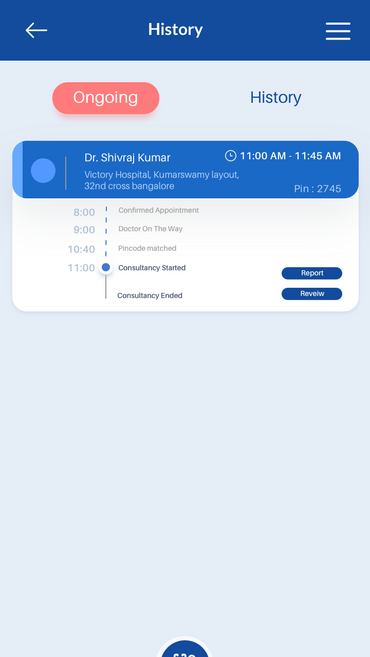 History
Ongoing
History
Dr. Shivraj Kumar
11:00 AM - 11:45 AM
Victory Hospital, Kumarswamy layout,
32nd cross bangalore
Pin : 2745
8:00 Confirmed Appointment
9:00 Doctor On The Way
10:40 Pincode matched
11:00 Consultancy Started
Report
Consultancy Ended
Reveiw